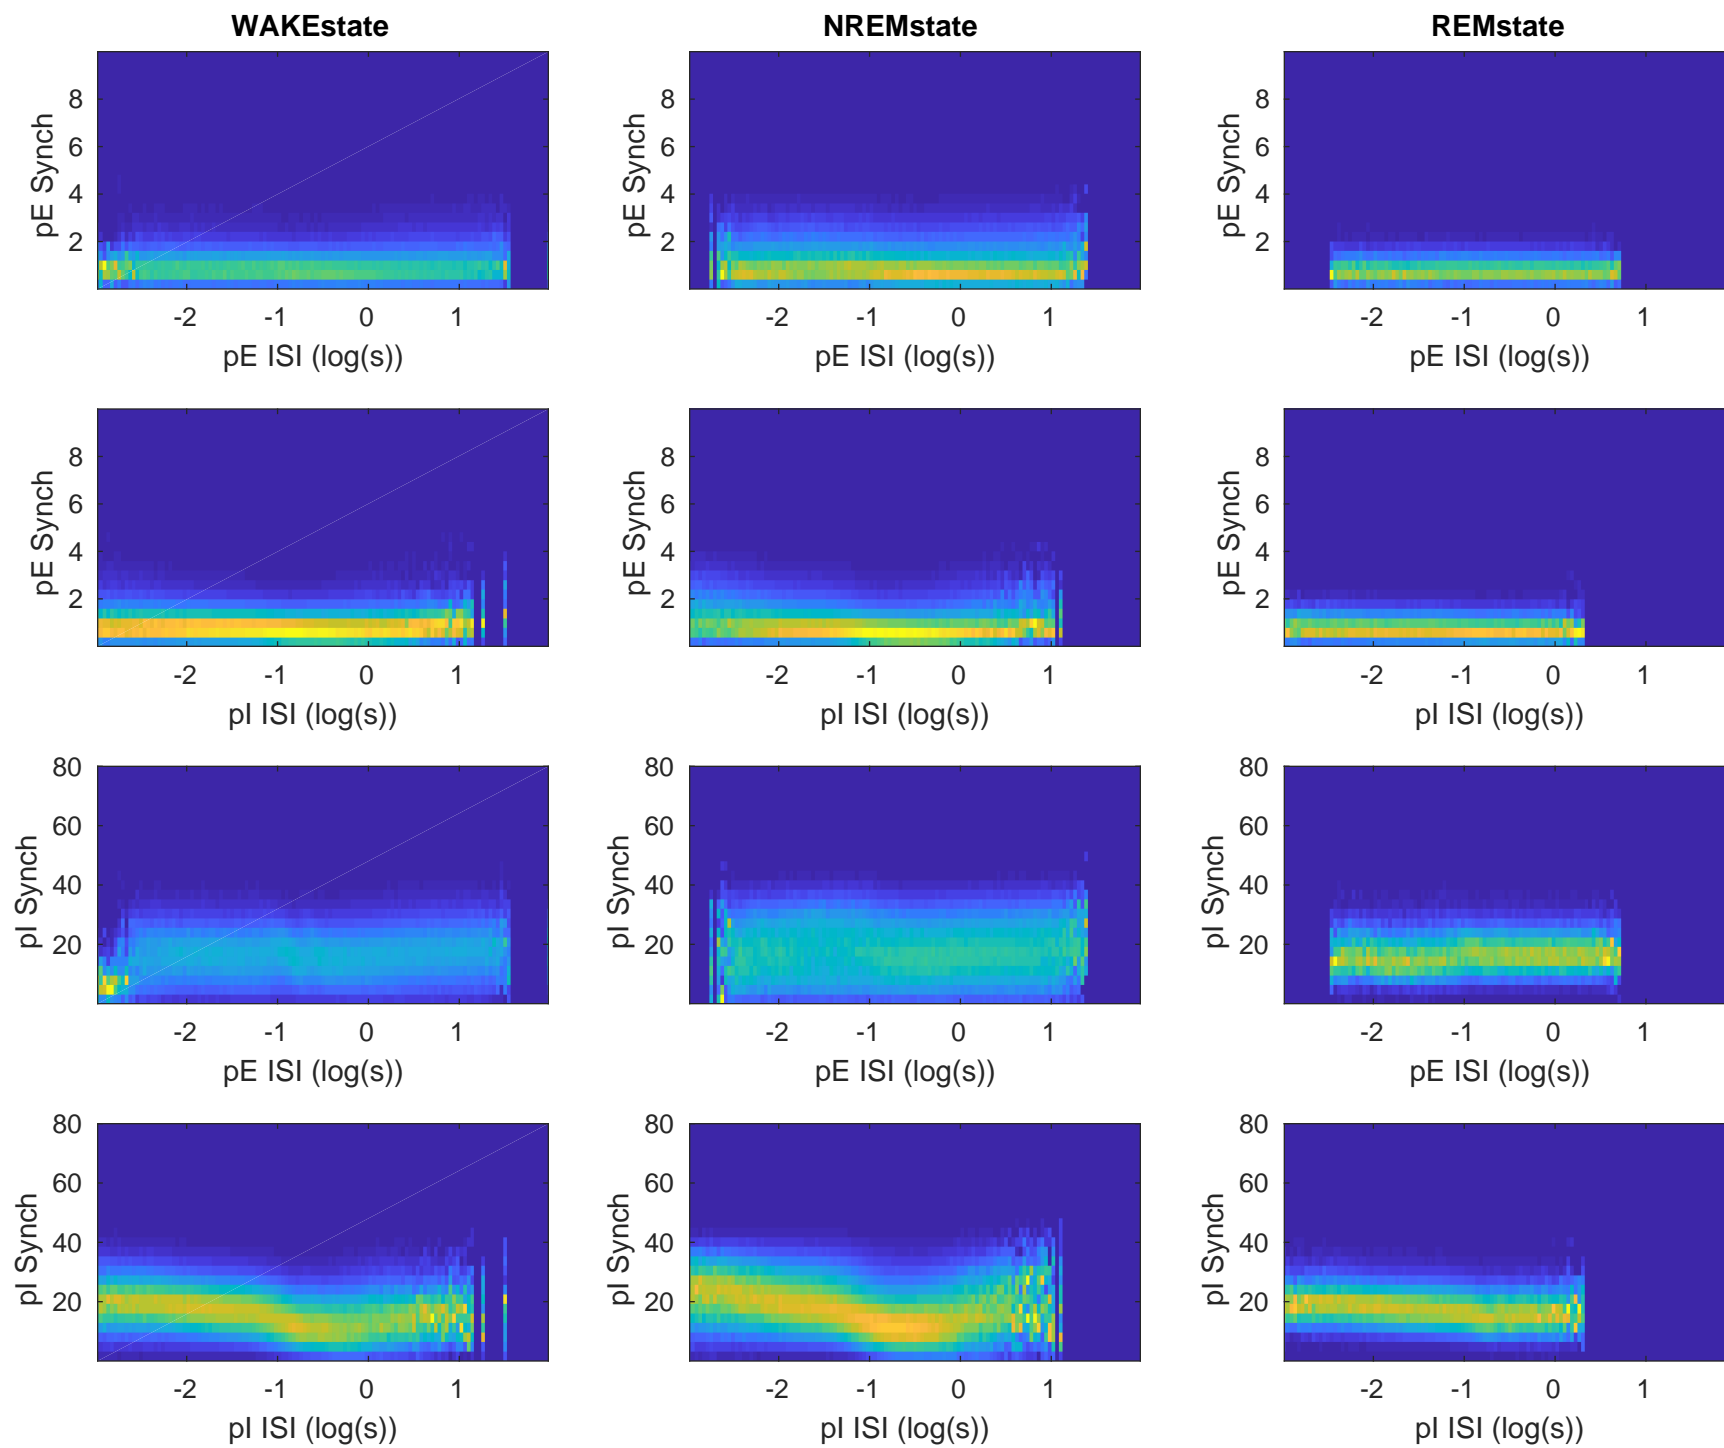 WAKEstate NREMstate REMstate
8 8 8
6 6 6
4 4 4
2 2 2
pE Synch pE Synch pE Synch
-2 -1 0 1 -2 -1 0 1 -2 -1 0 1
pE ISI (log(s)) pE ISI (log(s)) pE ISI (log(s))
8 8 8
6 6 6
4 4 4
2 2 2
pE Synch pE Synch pE Synch
-2 -1 0 1 -2 -1 0 1 -2 -1 0 1
pI ISI (log(s)) pI ISI (log(s)) pI ISI (log(s))
80 80 80
60 60 60
40 40 40
20 20 20
pI Synch pI Synch pI Synch
-2 -1 0 1 -2 -1 0 1 -2 -1 0 1
pE ISI (log(s)) pE ISI (log(s)) pE ISI (log(s))
80 80 80
60 60 60
40 40 40
20 20 20
pI Synch pI Synch pI Synch
-2 -1 0 1 -2 -1 0 1 -2 -1 0 1
pI ISI (log(s)) pI ISI (log(s)) pI ISI (log(s))